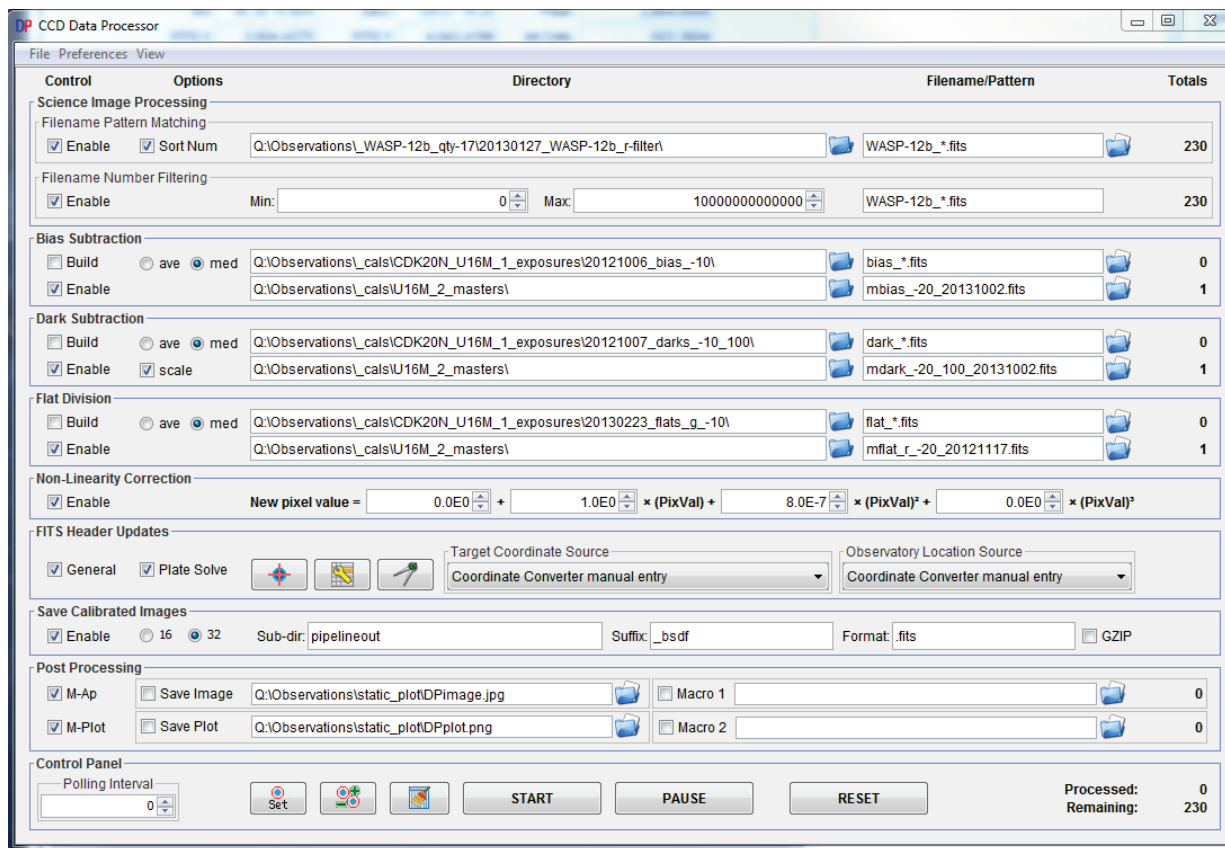 DP CCD Data Processor
File Preferences View
Control Options Directory Filename/Pattern Totals
Science Image Processing
Filename Pattern Matching
Enable Sort Num Q:\Observations\_WASP-12b_qty-17\20130127_WASP-12b_r-filter\ WASP-12b_*.fits 230
Filename Number Filtering
Enable Min: 0 Max: 10000000000000 WASP-12b_*.fits 230
Bias Subtraction
Build ave med Q:\Observations\_cals\CDK20N_U16M_1_exposures\20121006_bias_-10\ bias_*.fits 0
Enable Q:\Observations\_cals\U16M_2_masters\ mbias_-20_20131002.fits 1
Dark Subtraction
Build ave med Q:\Observations\_cals\CDK20N_U16M_1_exposures\20121007_darks_-10_100\ dark_*.fits 0
Enable scale Q:\Observations\_cals\U16M_2_masters\ mdark_-20_100_20131002.fits 1
Flat Division
Build ave med Q:\Observations\_cals\CDK20N_U16M_1_exposures\20130223_flats_g_-10\ flat_*.fits 0
Enable Q:\Observations\_cals\U16M_2_masters\ mflat_r_-20_20121117.fits 1
Non-Linearity Correction
Enable New pixel value = 0.0E0 + 1.0E0 × (PixVal) + 8.0E-7 × (PixVal)² + 0.0E0 × (PixVal)³
FITS Header Updates
Target Coordinate Source Observatory Location Source
General Plate Solve Coordinate Converter manual entry Coordinate Converter manual entry
Save Calibrated Images
Enable 16 32 Sub-dir: pipelineout Suffix: _bsdf Format: .fits GZIP
Post Processing
M-Ap Save Image Q:\Observations\static_plot\DPimage.jpg Macro 1 0
M-Plot Save Plot Q:\Observations\static_plot\DPplot.png Macro 2 0
Control Panel
Polling Interval
0 Set START PAUSE RESET
Processed: 0
Remaining: 230